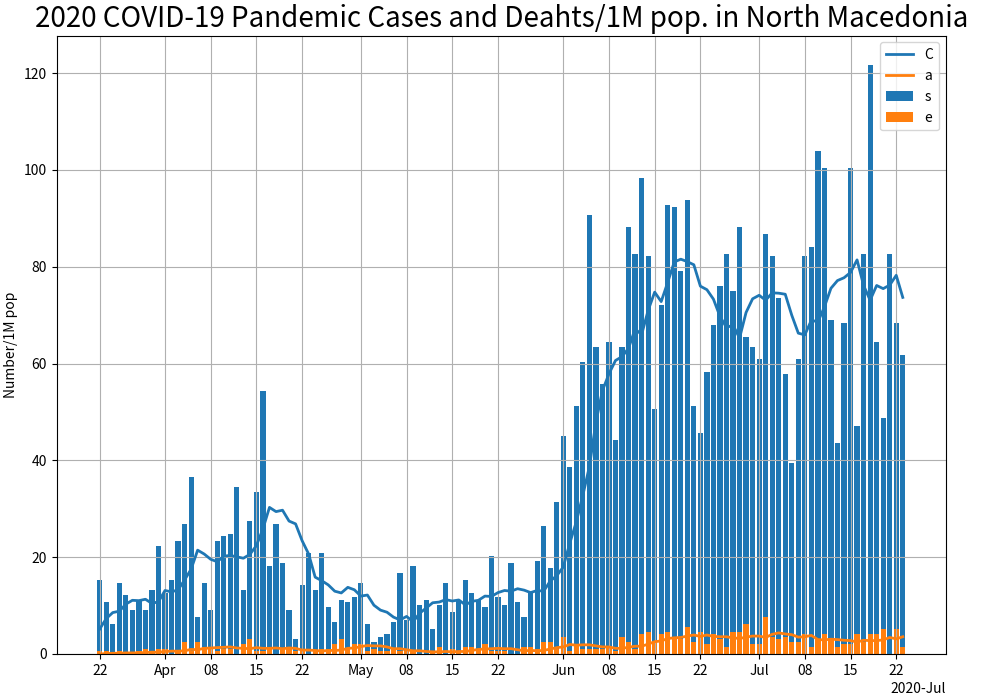 2020 COVID-19 Pandemic Cases and Deahts/1M pop. in North Macedonia
C
a
s
e
120
100
80
60
40
20
0
Number/1M pop
22 Apr 08 15 22 May 08 15 22 Jun 08 15 22 Jul 08 15 22
2020-Jul